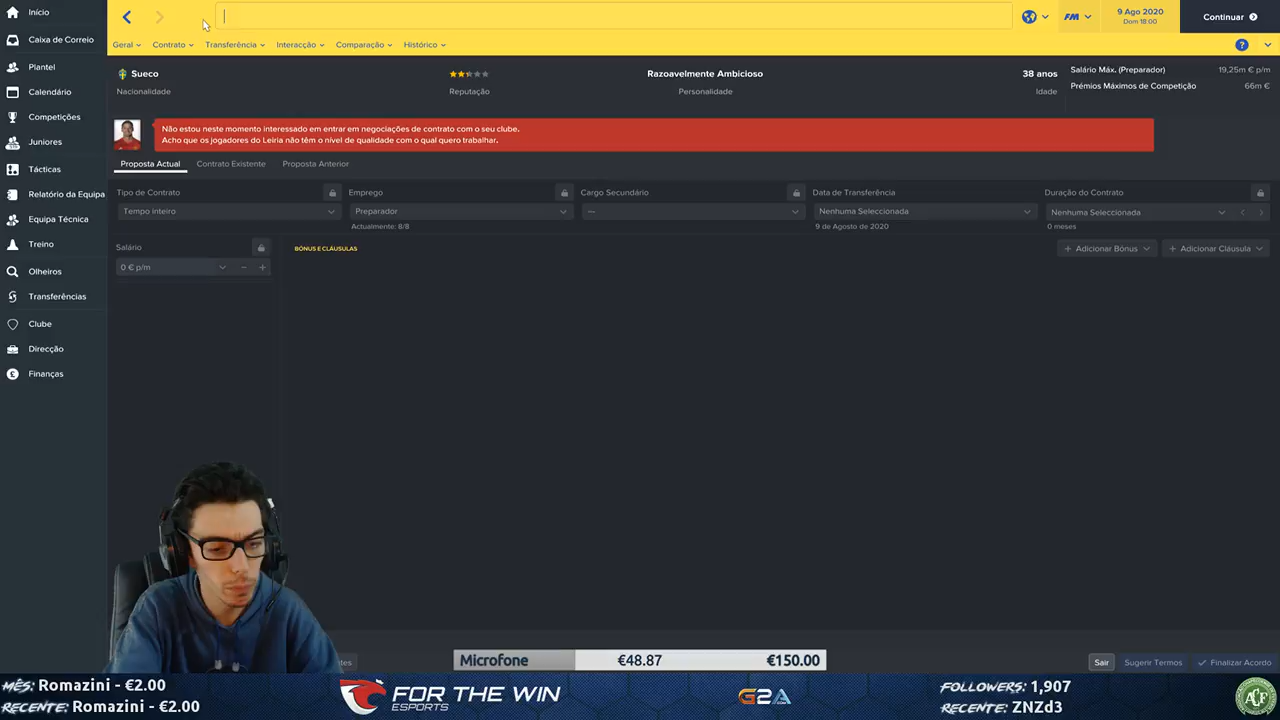 Início
9 Ago 2020
Dom 18:00
Continuar
Caixa de Correio
Geral
Contrato
Transferência
Interacção
Comparação
Histórico
?
Plantel
Sueco
Nacionalidade
Reputação
Razoavelmente Ambicioso
Personalidade
38 anos
Idade
Salário Máx. (Preparador)
19,25m € p/m
Prémios Máximos de Competição
66m €
Calendário
Competições
Juniores
Não estou neste momento interessado em entrar em negociações de contrato com o seu clube.
Acho que os jogadores do Leiria não têm o nível de qualidade com o qual quero trabalhar.
Proposta Actual
Contrato Existente
Proposta Anterior
Tácticas
Relatório da Equipa
Equipa Técnica
Treino
Olheiros
Transferências
Clube
Direcção
Finanças
Tipo de Contrato
Tempo Inteiro
Emprego
Preparador
Actualmente: 8/8
Cargo Secundário
---
Data de Transferência
Nenhuma Seleccionada
9 de Agosto de 2020
Duração do Contrato
Nenhuma Seleccionada
0 meses
Salário
0 € p/m
BÓNUS E CLÁUSULAS
Adicionar Bónus
Adicionar Cláusula
Microfone
€48.87
€150.00
Sair
Sugerir Termos
Finalizar Acordo
MÊS: Romazini - €2.00
RECENTE: Romazini - €2.00
FOR THE WIN
ESPORTS
G2A
FOLLOWERS: 1,907
RECENTE: ZNZd3